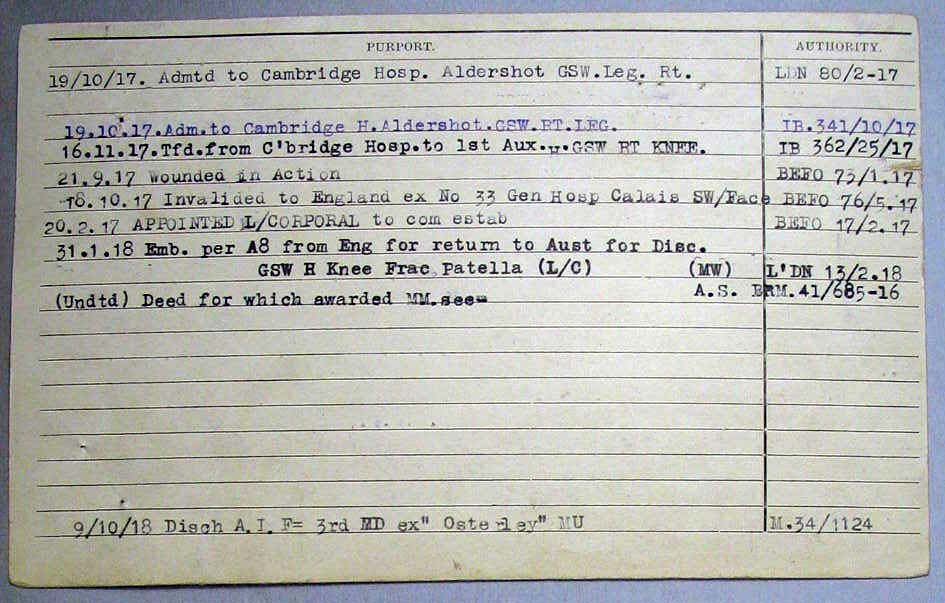 PURPORT. AUTHORITY.
19/10/17. Admtd to Cambridge Hosp. Aldershot GSW.Leg. Rt. LDN 80/2-17
19.10.17.Adm.to Cambridge H.Aldershot.GSW.RT.LEG. IB.341/10/17
16.11.17.Tfd.from C'bridge Hosp.to 1st Aux. GSW RT KNEE. IB 362/25/17
21.9.17 Wounded in Action BEFO 73/1.17
18.10.17 Invalided to England ex No 33 Gen Hosp Calais SW/Face BEFO 76/5.17
20.2.17 APPOINTED L/CORPORAL to com estab BEFO 17/2.17
31.1.18 Emb. per A8 from Eng for return to Aust for Disc.
GSW R Knee Frac Patella (L/C) (MW) L'DN 13/2.18
(Undtd) Deed for which awarded MM.see- A.S. BRM.41/685-16
9/10/18 Disch A.I.F= 3rd MD ex" Osterley" MU M.34/1124